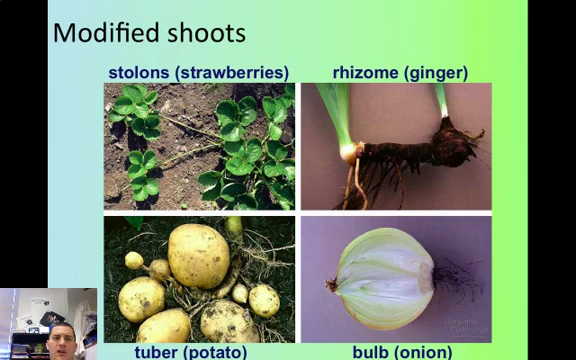 Modified shoots
stolons (strawberries) rhizome (ginger)
tuber (potato) bulb (onion)